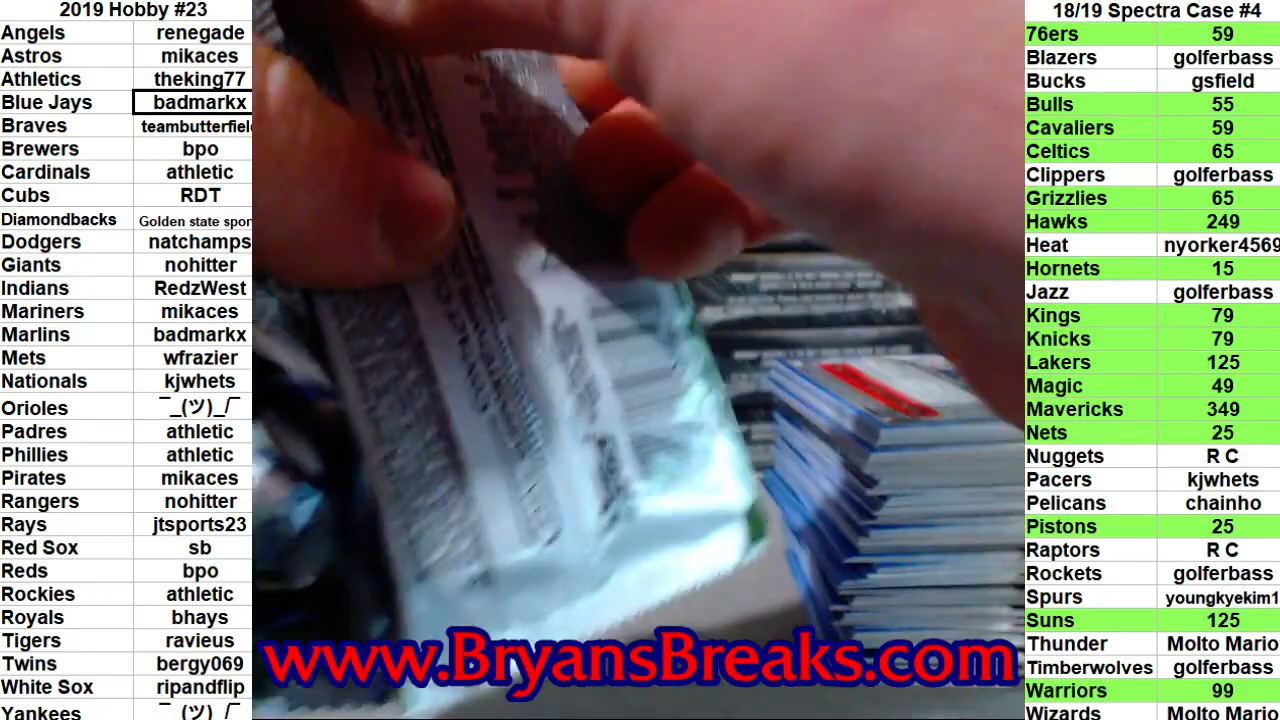 2019 Hobby #23
Angels renegade
Astros mikaces
Athletics theking77
Blue Jays badmarkx
Braves teambutterfiel
Brewers bpo
Cardinals athletic
Cubs RDT
Diamondbacks Golden state spor
Dodgers natchamps
Giants nohitter
Indians RedzWest
Mariners mikaces
Marlins badmarkx
Mets wfrazier
Nationals kjwhets
Orioles ¯_(ツ)_/¯
Padres athletic
Phillies athletic
Pirates mikaces
Rangers nohitter
Rays jtsports23
Red Sox sb
Reds bpo
Rockies athletic
Royals bhays
Tigers ravieus
Twins bergy069
White Sox ripandflip
Yankees ¯_(ツ)_/¯
www.BryansBreaks.com
18/19 Spectra Case #4
76ers 59
Blazers golferbass
Bucks gsfield
Bulls 55
Cavaliers 59
Celtics 65
Clippers golferbass
Grizzlies 65
Hawks 249
Heat nyorker4569
Hornets 15
Jazz golferbass
Kings 79
Knicks 79
Lakers 125
Magic 49
Mavericks 349
Nets 25
Nuggets R C
Pacers kjwhets
Pelicans chainho
Pistons 25
Raptors R C
Rockets golferbass
Spurs youngkyekim1
Suns 125
Thunder Molto Mario
Timberwolves golferbass
Warriors 99
Wizards Molto Mario